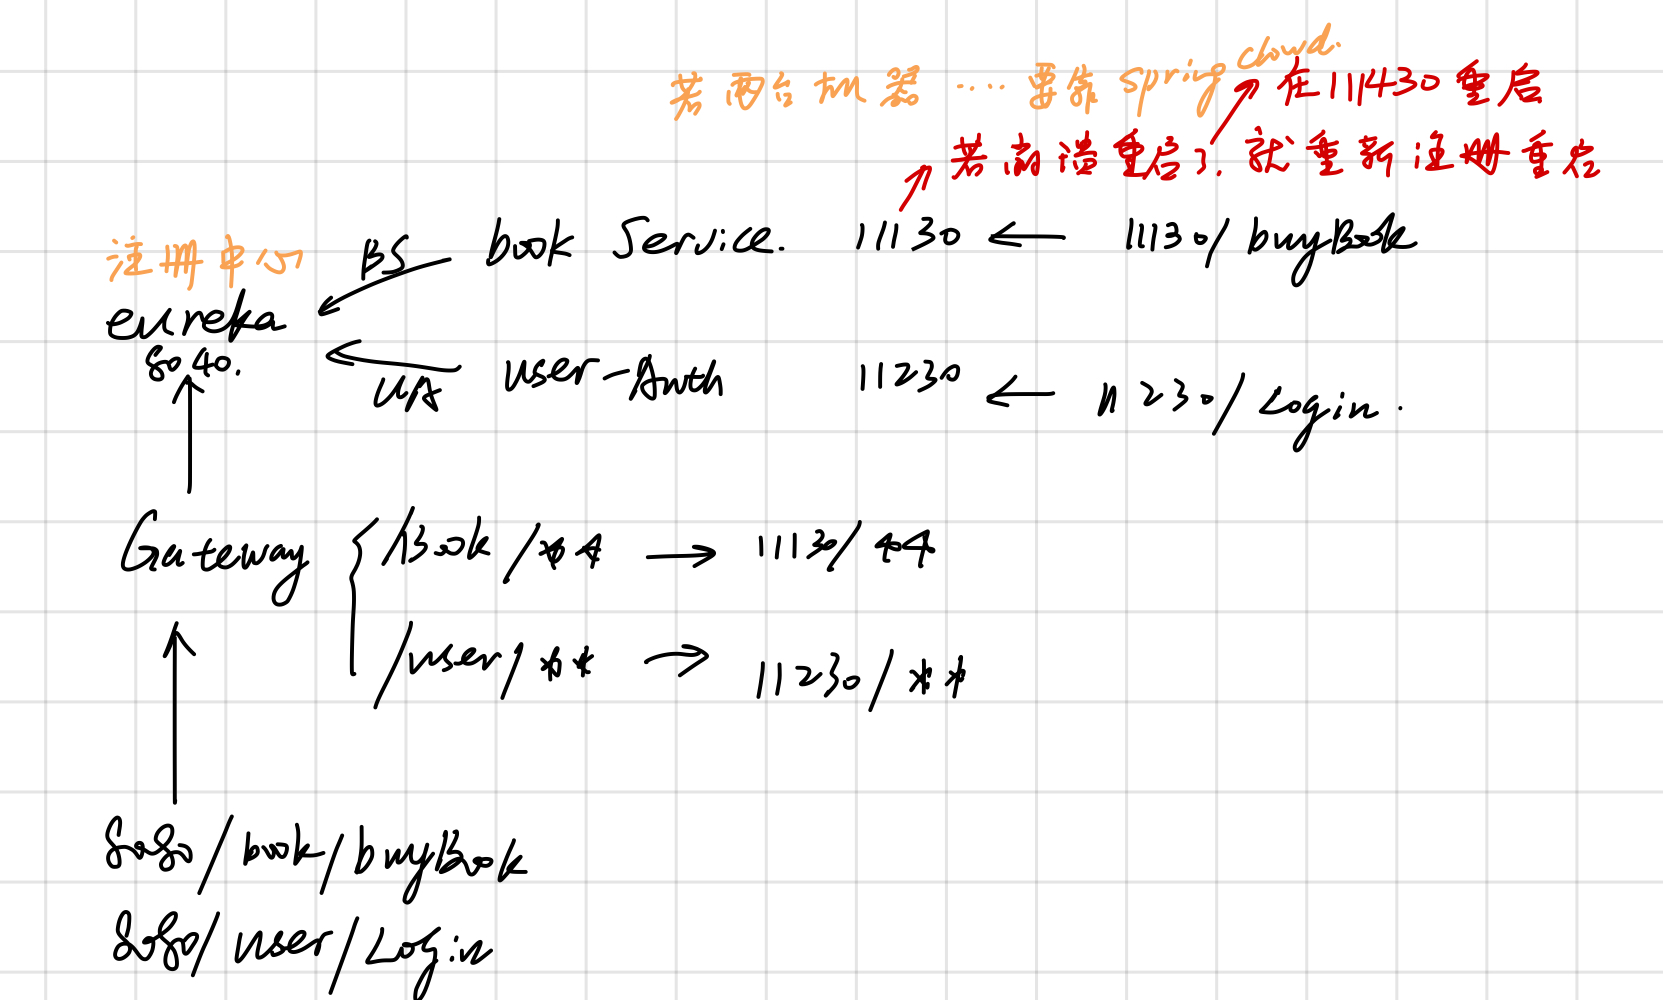 若两台机器 …… 要靠 spring cloud.
在111430重启
若崩溃重启了. 就重新注册重启
注册中心 BS book Service. 11130 ← 11130/buyBook
eureka
8040.
UA user-Auth 11230 ← 11230/Login.
Gateway { /Book/** → 11130/**
/user/** → 11230/**
8080/book/buyBook
8080/user/Login